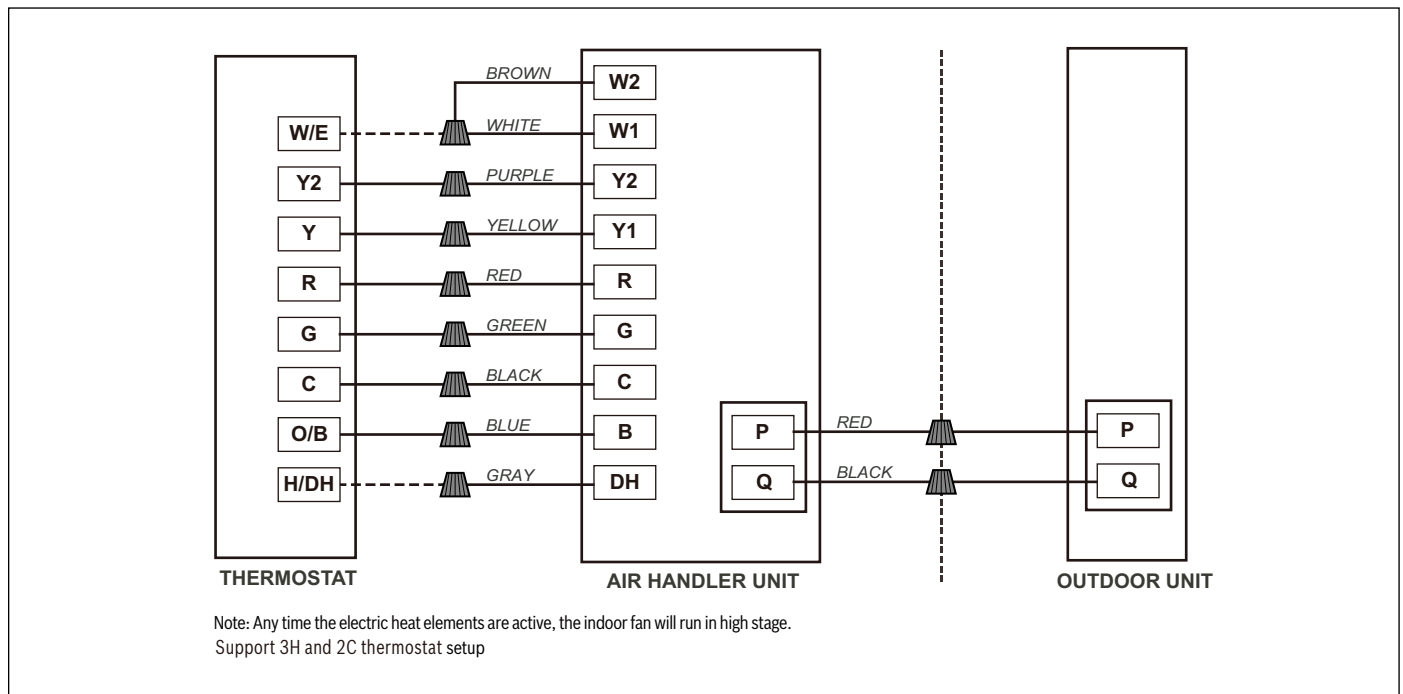 BROWN
W2
W/E
WHITE
W1
Y2
PURPLE
Y2
Y
YELLOW
Y1
R
RED
R
G
GREEN
G
C
BLACK
C
O/B
BLUE
B
P
RED
P
H/DH
GRAY
DH
Q
BLACK
Q
THERMOSTAT
AIR HANDLER UNIT
OUTDOOR UNIT
Note: Any time the electric heat elements are active, the indoor fan will run in high stage.
Support 3H and 2C thermostat setup